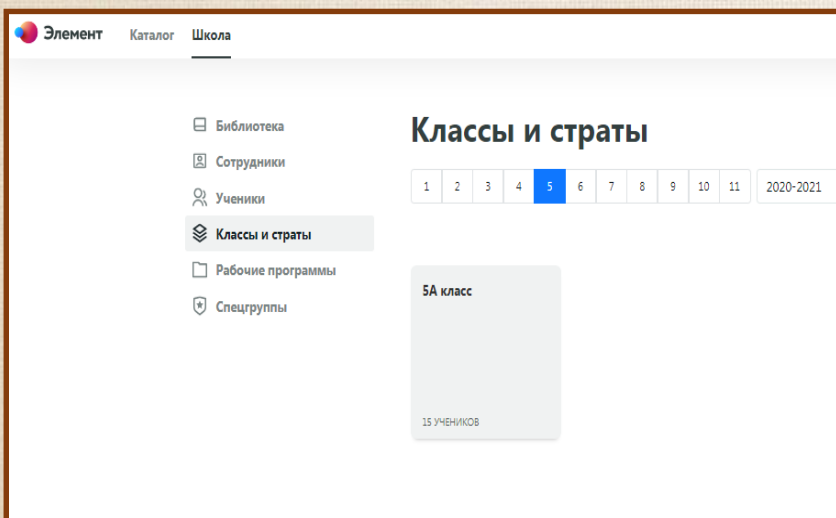 Элемент Каталог Школа
Библиотека
Сотрудники
Ученики
Классы и страты
Рабочие программы
Спецгруппы
Классы и страты
1 2 3 4 5 6 7 8 9 10 11 2020-2021
5А класс
15 УЧЕНИКОВ